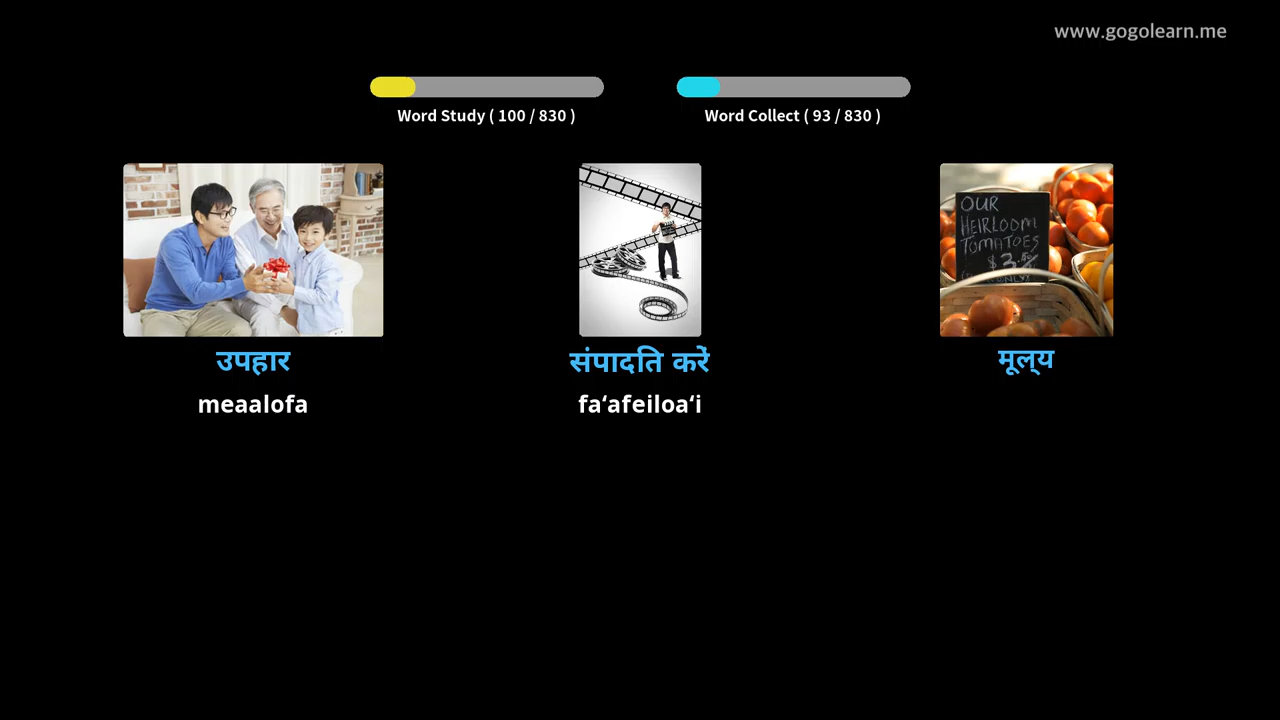 www.gogolearn.me
Word Study ( 100 / 830 )
Word Collect ( 93 / 830 )
OUR
HEIRLOOM
TOMATOES
उपहार
संपादति करें
मूल्य
meaalofa
fa‘afeiloa‘i